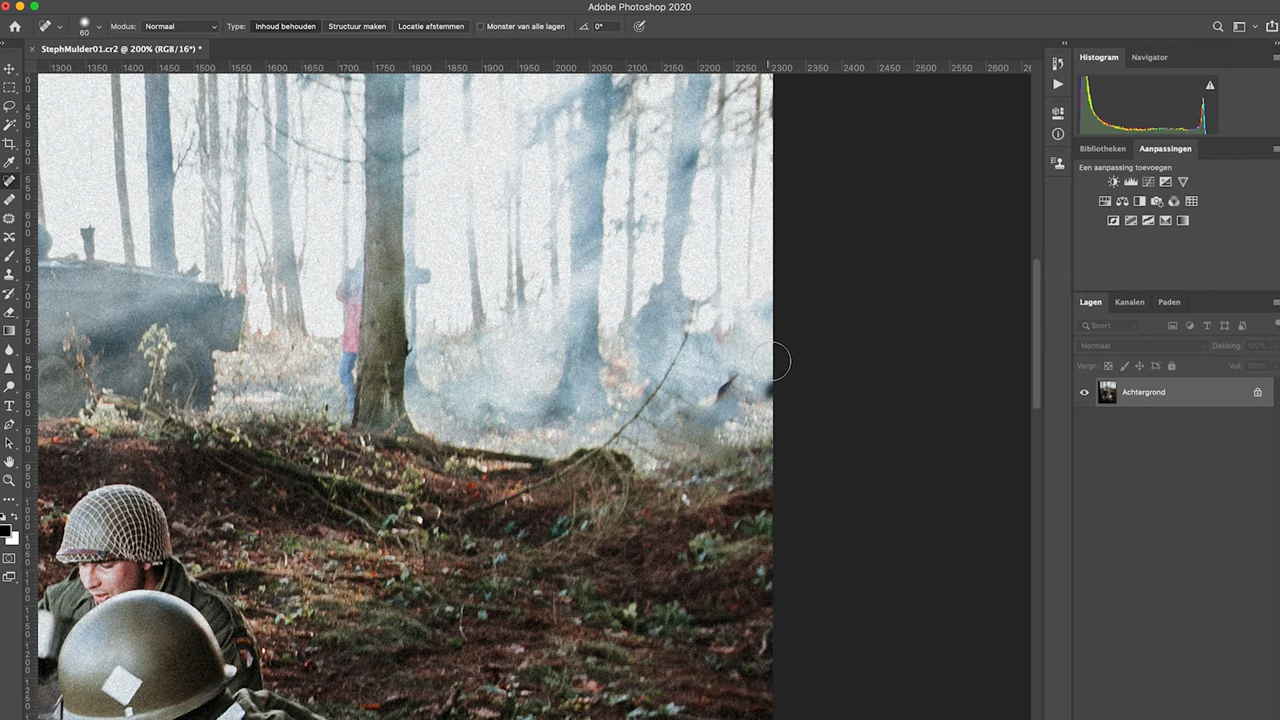 Adobe Photoshop 2020
60
Modus: Normaal
Type: Inhoud behouden Structuur maken Locatie afstemmen
Monster van alle lagen
0°
StephMulder01.cr2 @ 200% (RGB/16*) *
1300 1350 1400 1450 1500 1550 1600 1650 1700 1750 1800 1850 1900 1950 2000 2050 2100 2150 2200 2250 2300 2350 2400 2450 2500 2550 2600
Histogram Navigator
Bibliotheken Aanpassingen
Een aanpassing toevoegen
Lagen Kanalen Paden
Soort
Normaal Dekking: 100%
Vergr.: Vul: 100%
Achtergrond